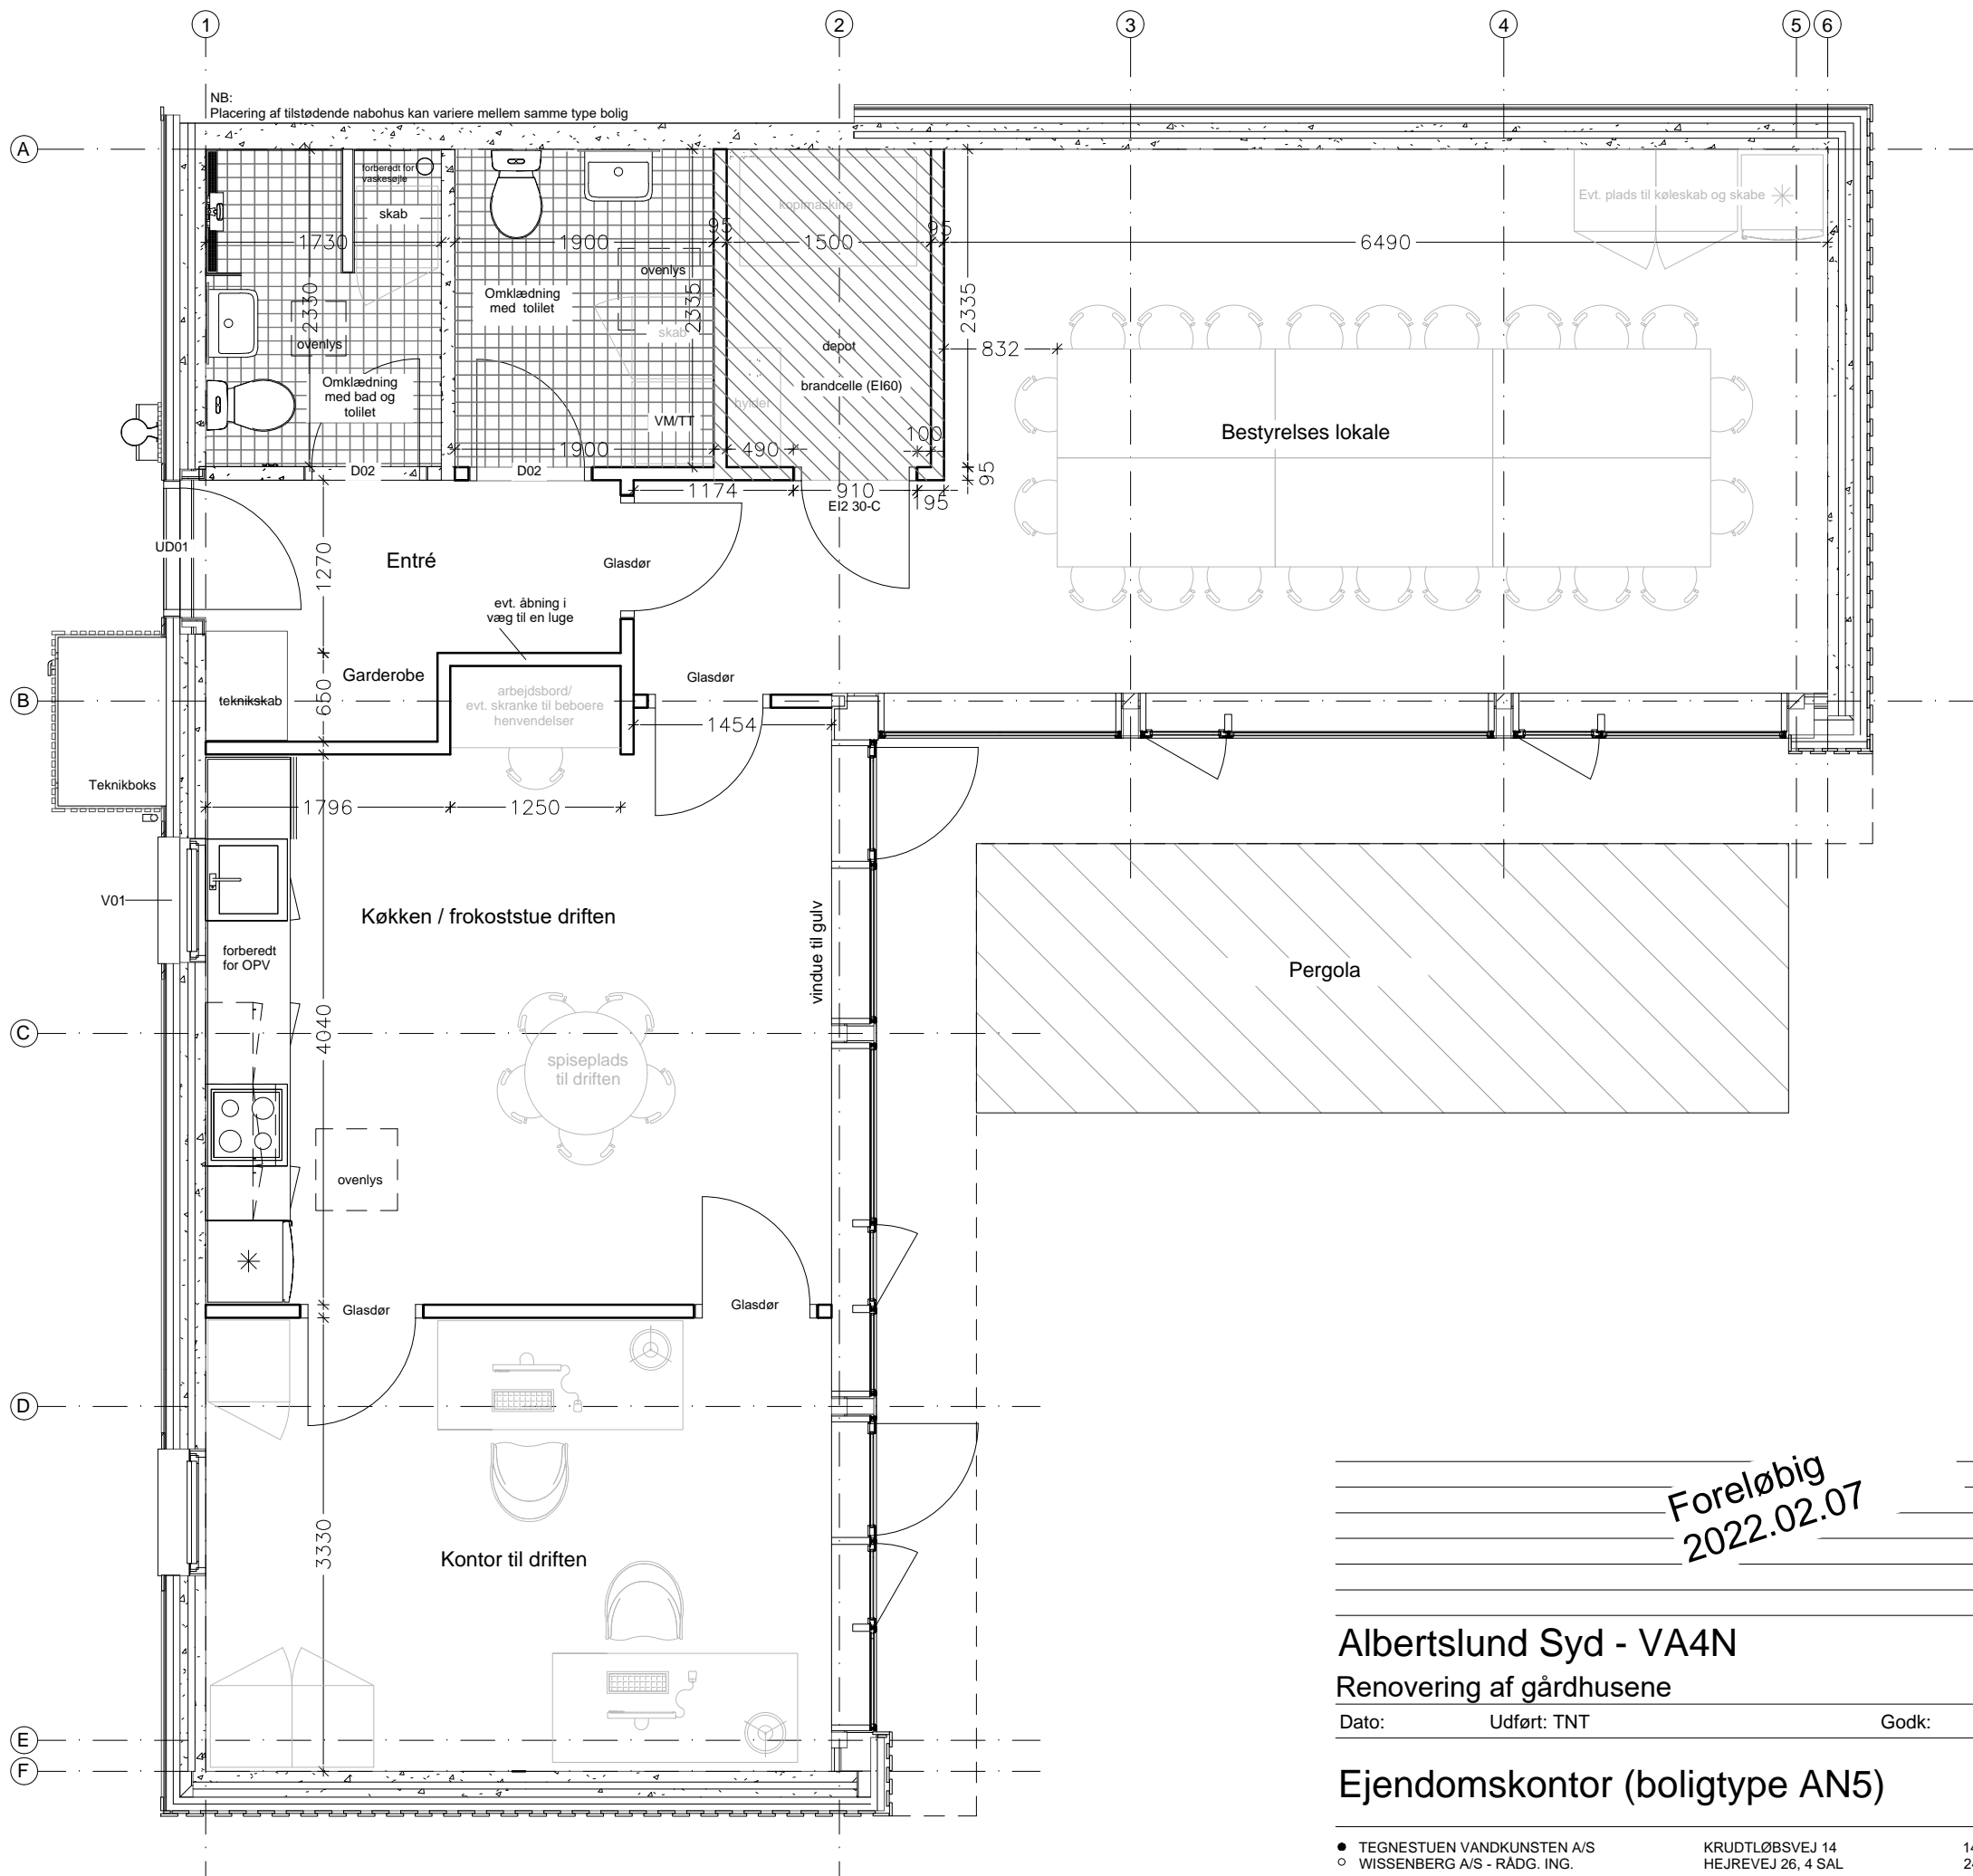 1
2
3
4
5
6
NB:
Placering af tilstødende nabohus kan variere mellem samme type bolig
A
forberedt for
vaskesøjle
skab
1730
1900
95
kopimaskine
1500
95
6490
Evt. plads til køleskab og skabe
ovenlys
Omklædning
med tolilet
2330
2335
2335
skab
ovenlys
depot
832
Omklædning
med bad og
tolilet
brandcelle (EI60)
hylder
VM/TT
Bestyrelses lokale
1900
490
100
D02
D02
95
1174
910
195
EI2 30-C
UD01
1270
Entré
Glasdør
evt. åbning i
væg til en luge
Garderobe
Glasdør
B
teknikskab
650
arbejdsbord/
evt. skranke til beboere
henvendelser
1454
Teknikboks
1796
1250
V01
Køkken / frokoststue driften
vindue til gulv
forberedt
for OPV
Pergola
C
4040
spiseplads
til driften
ovenlys
Glasdør
Glasdør
D
3330
Kontor til driften
Foreløbig
2022.02.07
Albertslund Syd - VA4N
Renovering af gårdhusene
Dato:
Udført: TNT
Godk:
E
F
Ejendomskontor (boligtype AN5)
TEGNESTUEN VANDKUNSTEN A/S
KRUDTLØBSVEJ 14
14
WISSENBERG A/S - RÅDG. ING.
HEJREVEJ 26, 4 SAL
24